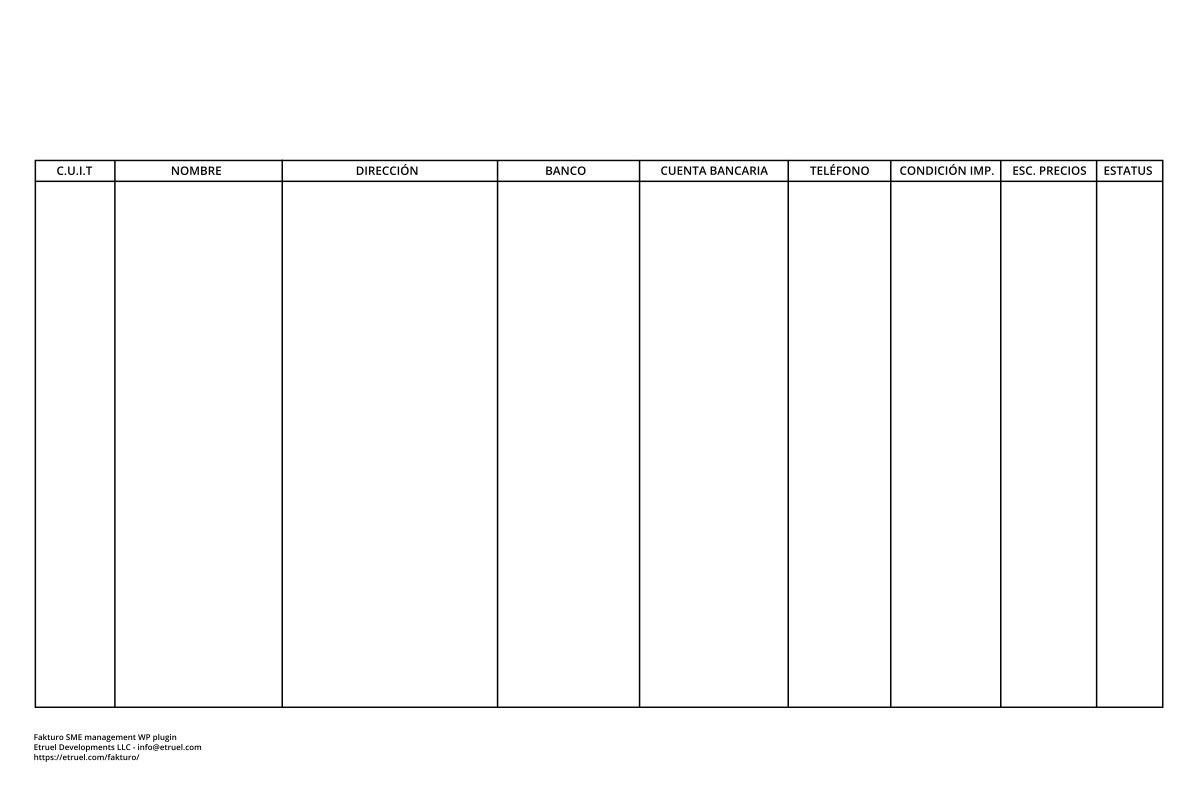 C.U.I.T NOMBRE DIRECCIÓN BANCO CUENTA BANCARIA TELÉFONO CONDICIÓN IMP. ESC. PRECIOS ESTATUS
Fakturo SME management WP plugin
Etruel Developments LLC - info@etruel.com
https://etruel.com/fakturo/